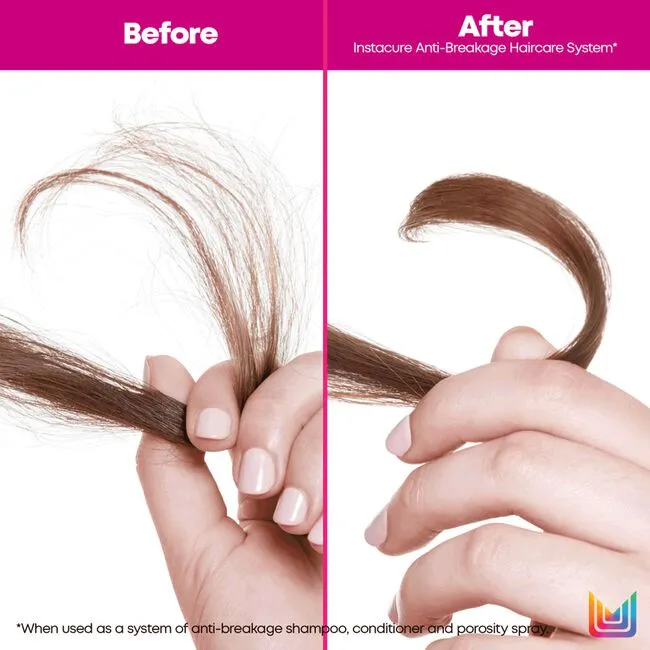 Before
After
Instacure Anti-Breakage Haircare System*
*When used as a system of anti-breakage shampoo, conditioner and porosity spray.